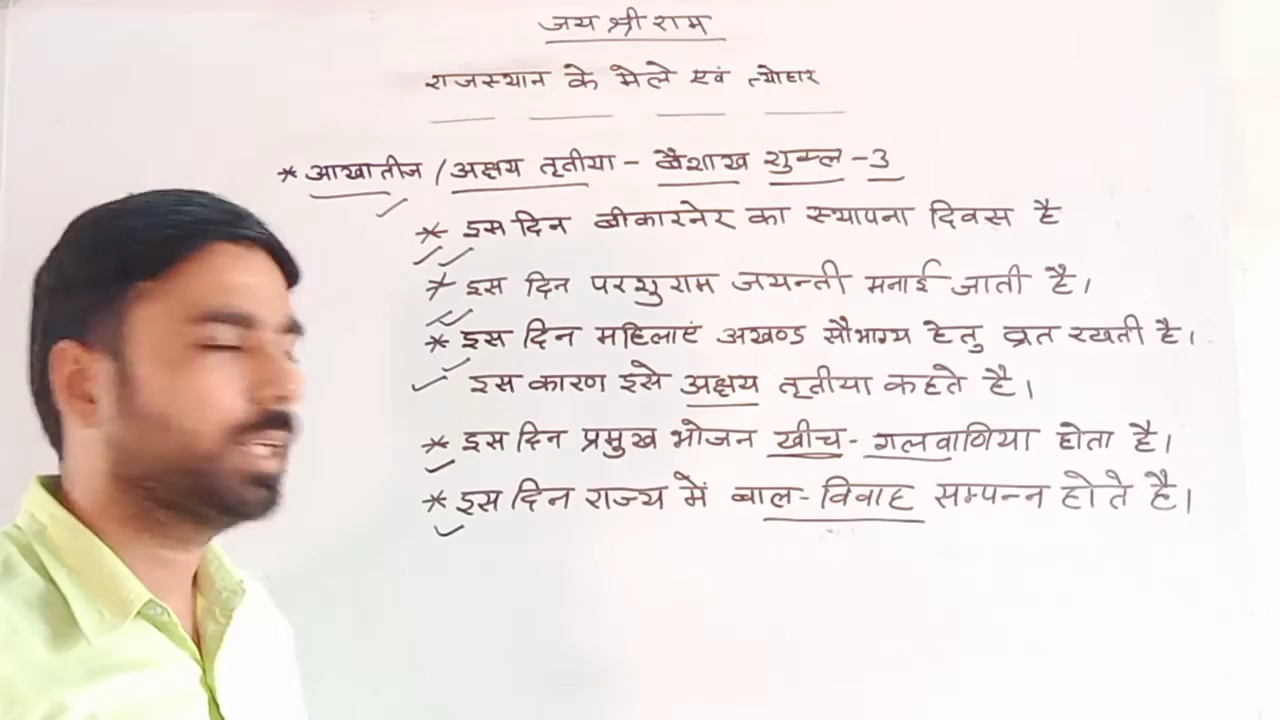 जय श्री राम
राजस्थान के मेले एवं त्योहार
* आखातीज / अक्षय तृतीया - बैशाख शुक्ल - 3
* इस दिन बीकारनेर का स्थापना दिवस है
* इस दिन परशुराम जयन्ती मनाई जाती है।
* इस दिन महिलाएं अखण्ड सौभाग्य हेतु व्रत रखती है।
इस कारण इसे अक्षय तृतीया कहते है।
* इस दिन प्रमुख भोजन खीच - गलवाणिया होता है।
* इस दिन राज्य में बाल - विवाह सम्पन्न होते है।